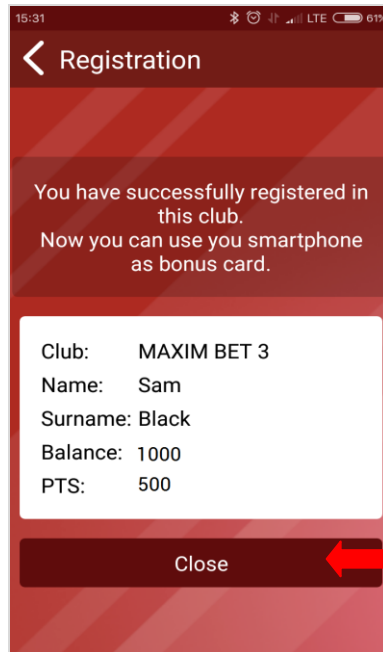 15:31 LTE 61%
Registration
You have successfully registered in
this club.
Now you can use you smartphone
as bonus card.
Club: MAXIM BET 3
Name: Sam
Surname: Black
Balance: 1000
PTS: 500
Close